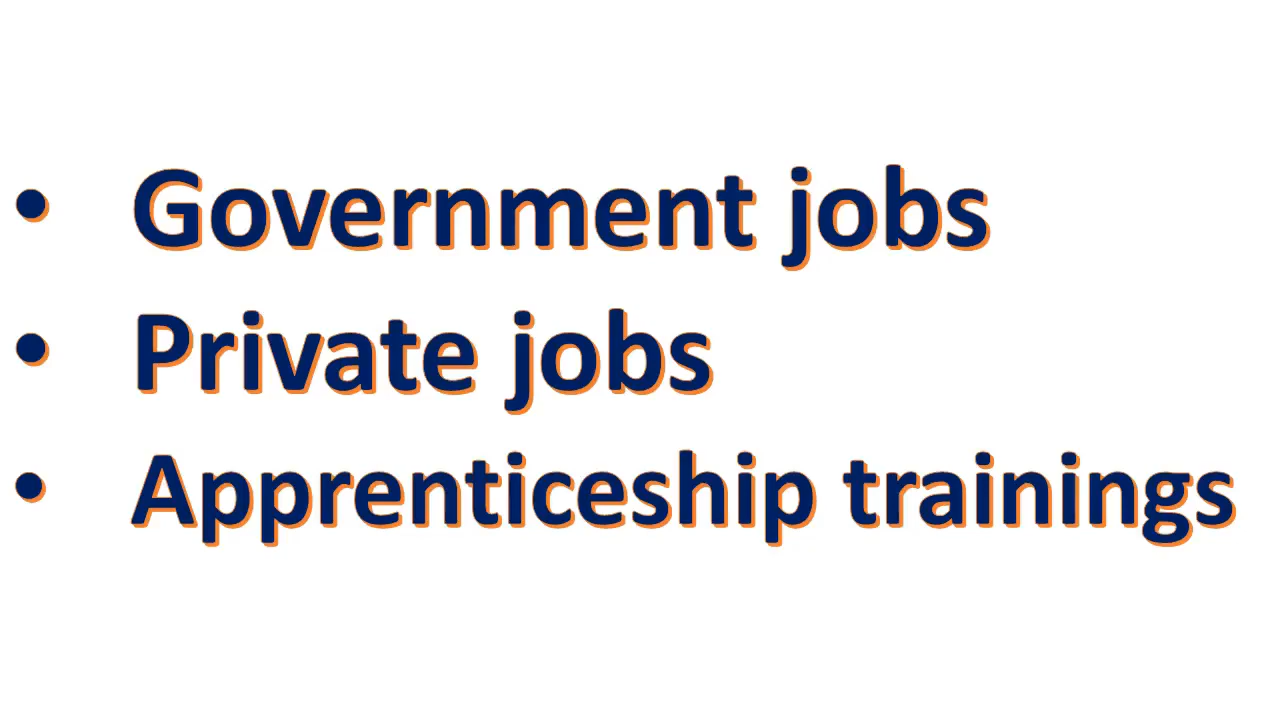 • Government jobs
• Private jobs
• Apprenticeship trainings